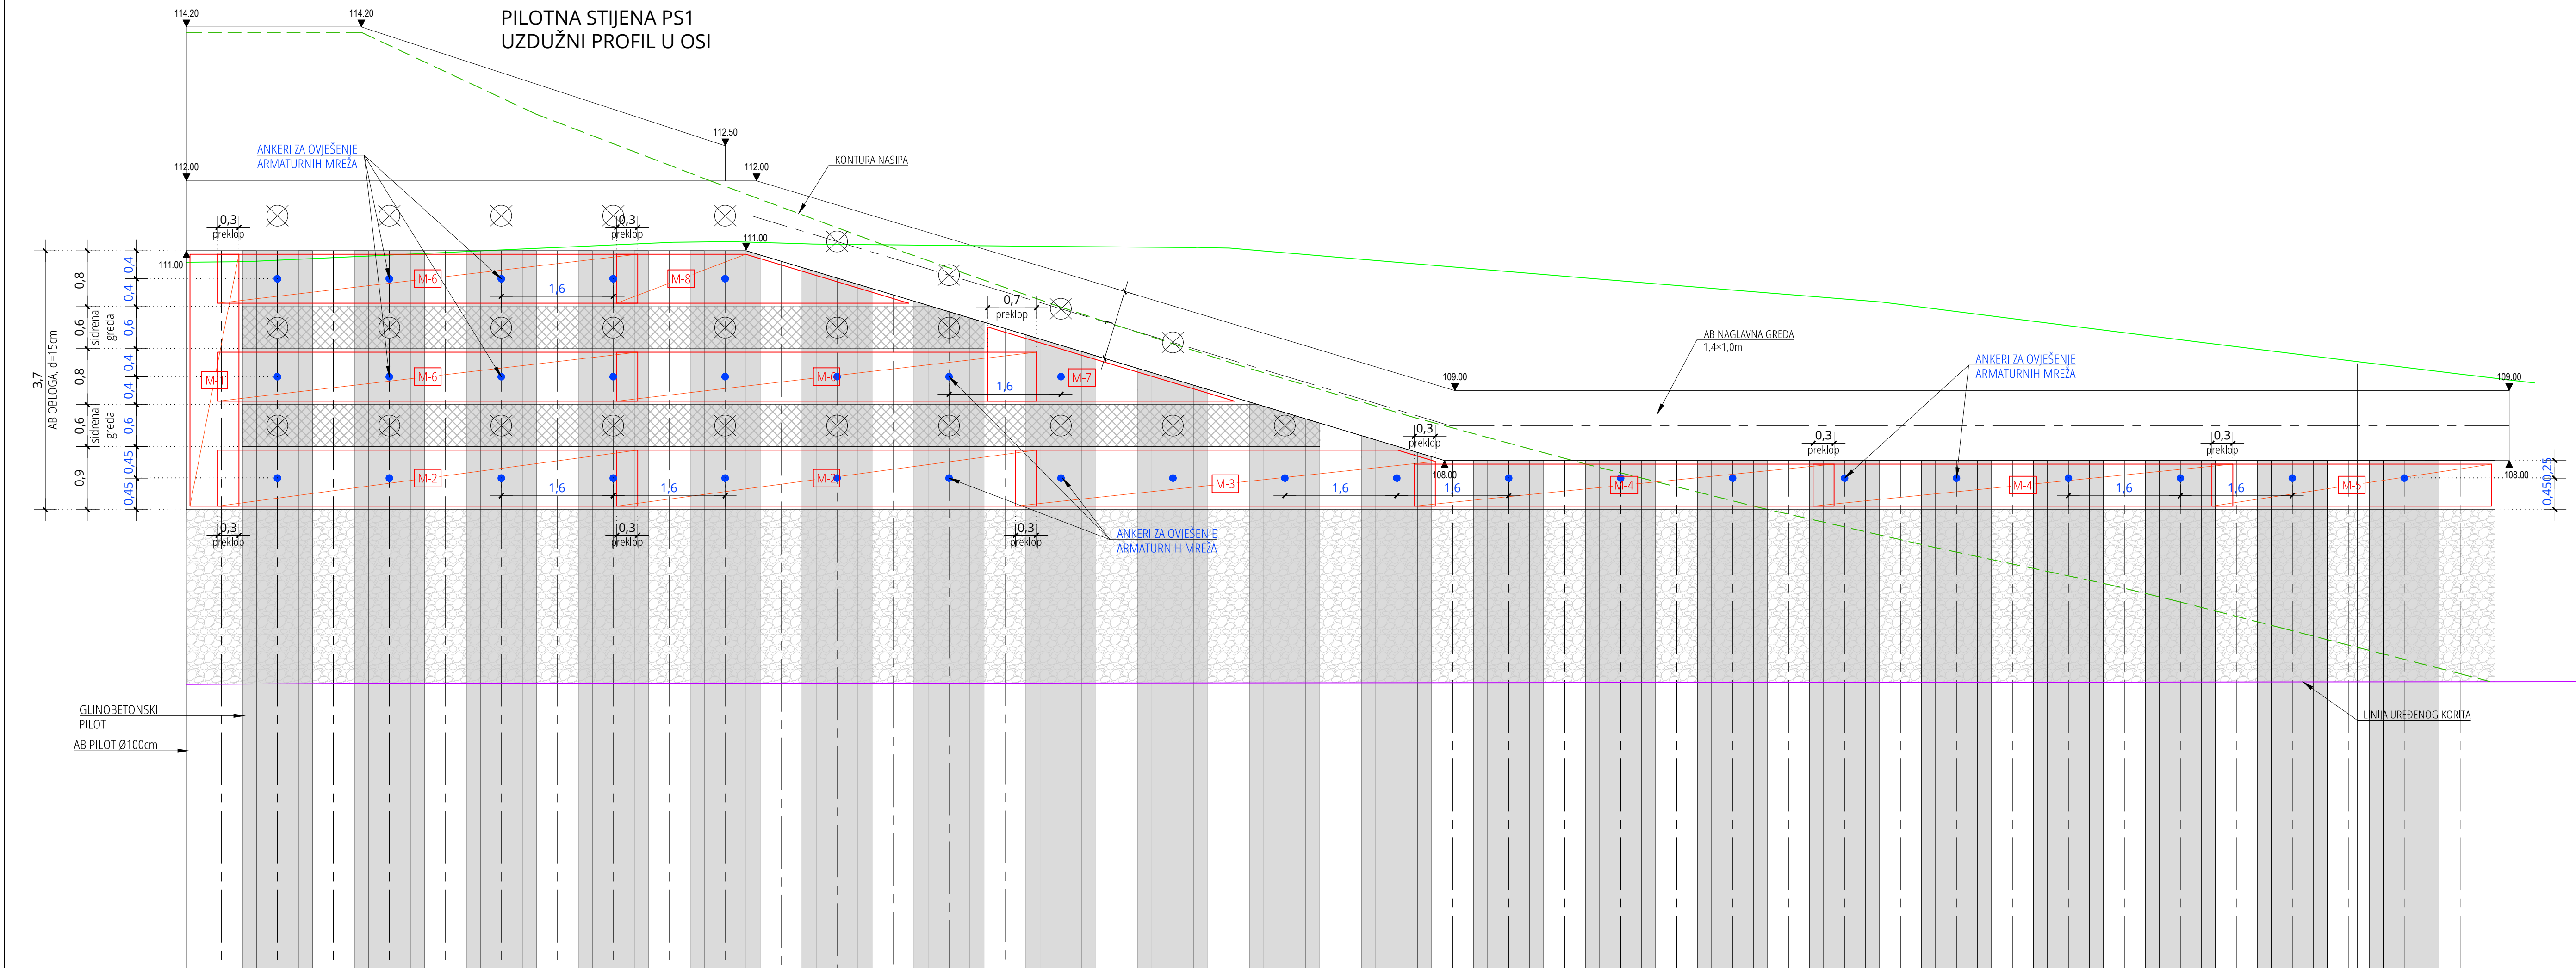 PILOTNA STIJENA PS1
UZDUŽNI PROFIL U OSI
114.20
114.20
112.50
112.00
112.00
ANKERI ZA OVJEŠENJE
ARMATURNIH MREŽA
KONTURA NASIPA
0,3
preklop
0,3
preklop
111.00
111.00
M-6
M-8
1,6
0,7
preklop
1
3,7
AB OBLOGA, d=15cm
0,8
0,6
sidrena
greda
0,8
0,6
sidrena
greda
0,9
0,4
0,4
0,6
0,4
0,4
0,6
0,45
0,45
M-1
M-6
M-6
1,6
M-7
AB NAGLAVNA GREDA
1,4×1,0m
ANKERI ZA OVJEŠENJE
ARMATURNIH MREŽA
109.00
109.00
0,3
preklop
0,3
preklop
0,3
preklop
108.00
108.00
M-2
1,6
1,6
M-2
M-3
1,6
1,6
M-4
M-4
1,6
1,6
M-5
0,25
0,45
0,3
preklop
0,3
preklop
0,3
preklop
ANKERI ZA OVJEŠENJE
ARMATURNIH MREŽA
GLINOBETONSKI
PILOT
AB PILOT Ø100cm
LINIJA UREĐENOG KORITA